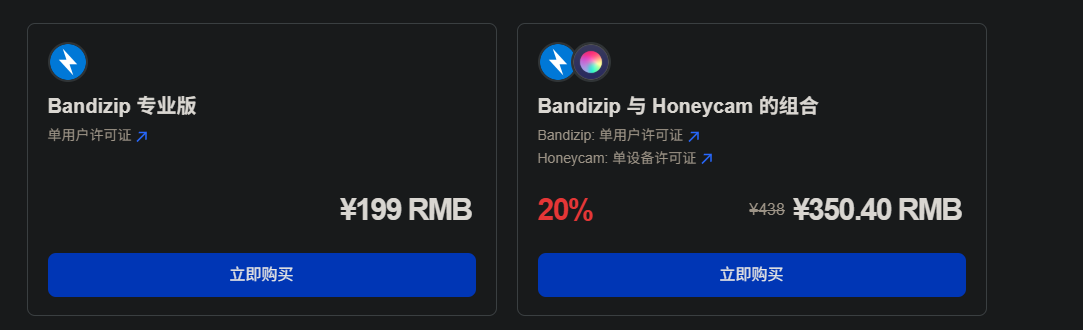 Bandizip 专业版
单用户许可证
¥199 RMB
立即购买
Bandizip 与 Honeycam 的组合
Bandizip: 单用户许可证
Honeycam: 单设备许可证
20% ¥438 ¥350.40 RMB
立即购买